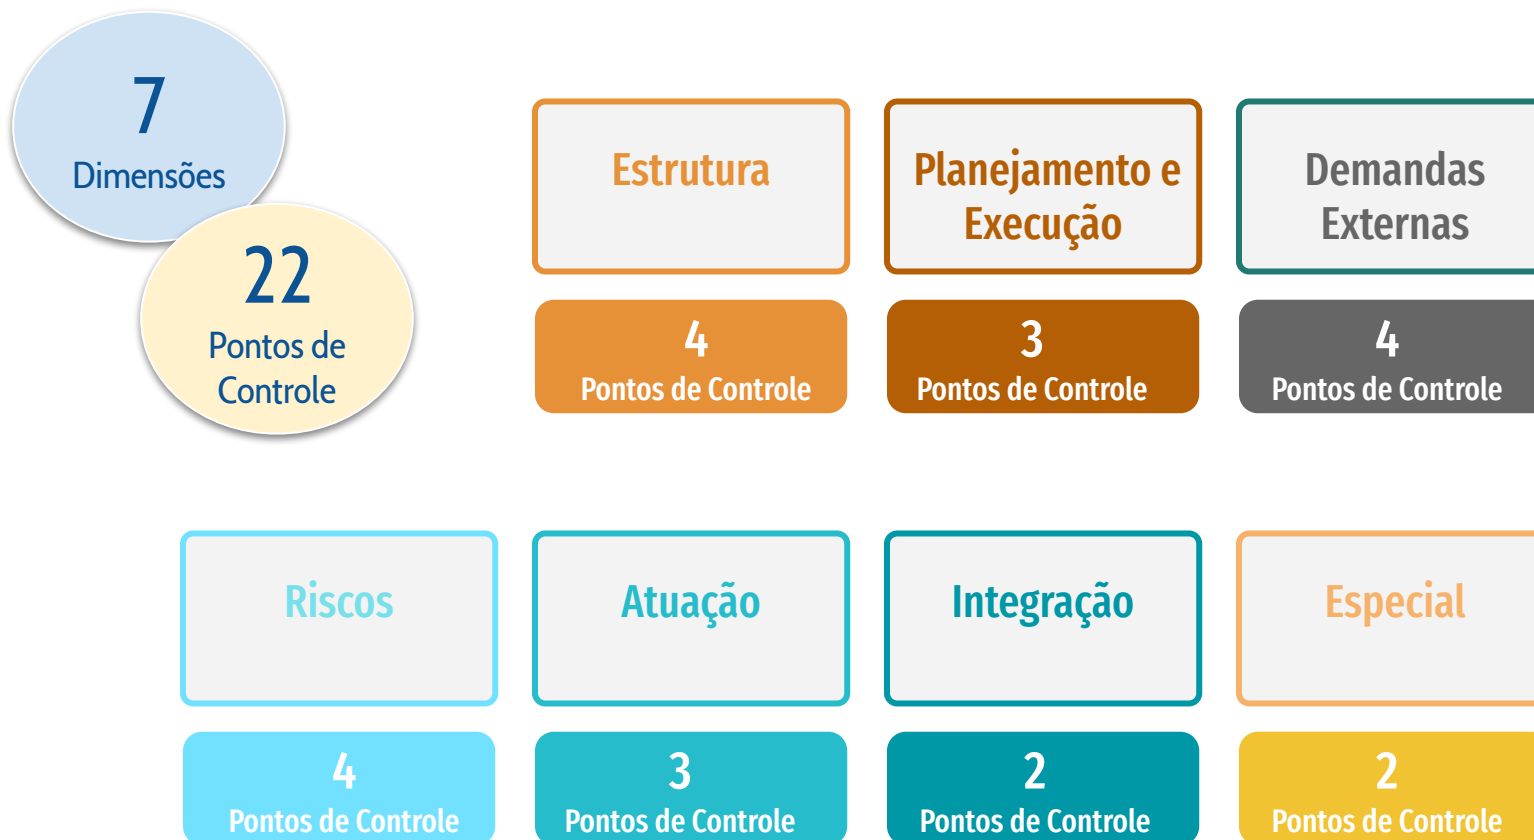 7
Dimensões
22
Pontos de
Controle
Estrutura
4
Pontos de Controle
Planejamento e
Execução
3
Pontos de Controle
Demandas
Externas
4
Pontos de Controle
Riscos
4
Pontos de Controle
Atuação
3
Pontos de Controle
Integração
2
Pontos de Controle
Especial
2
Pontos de Controle